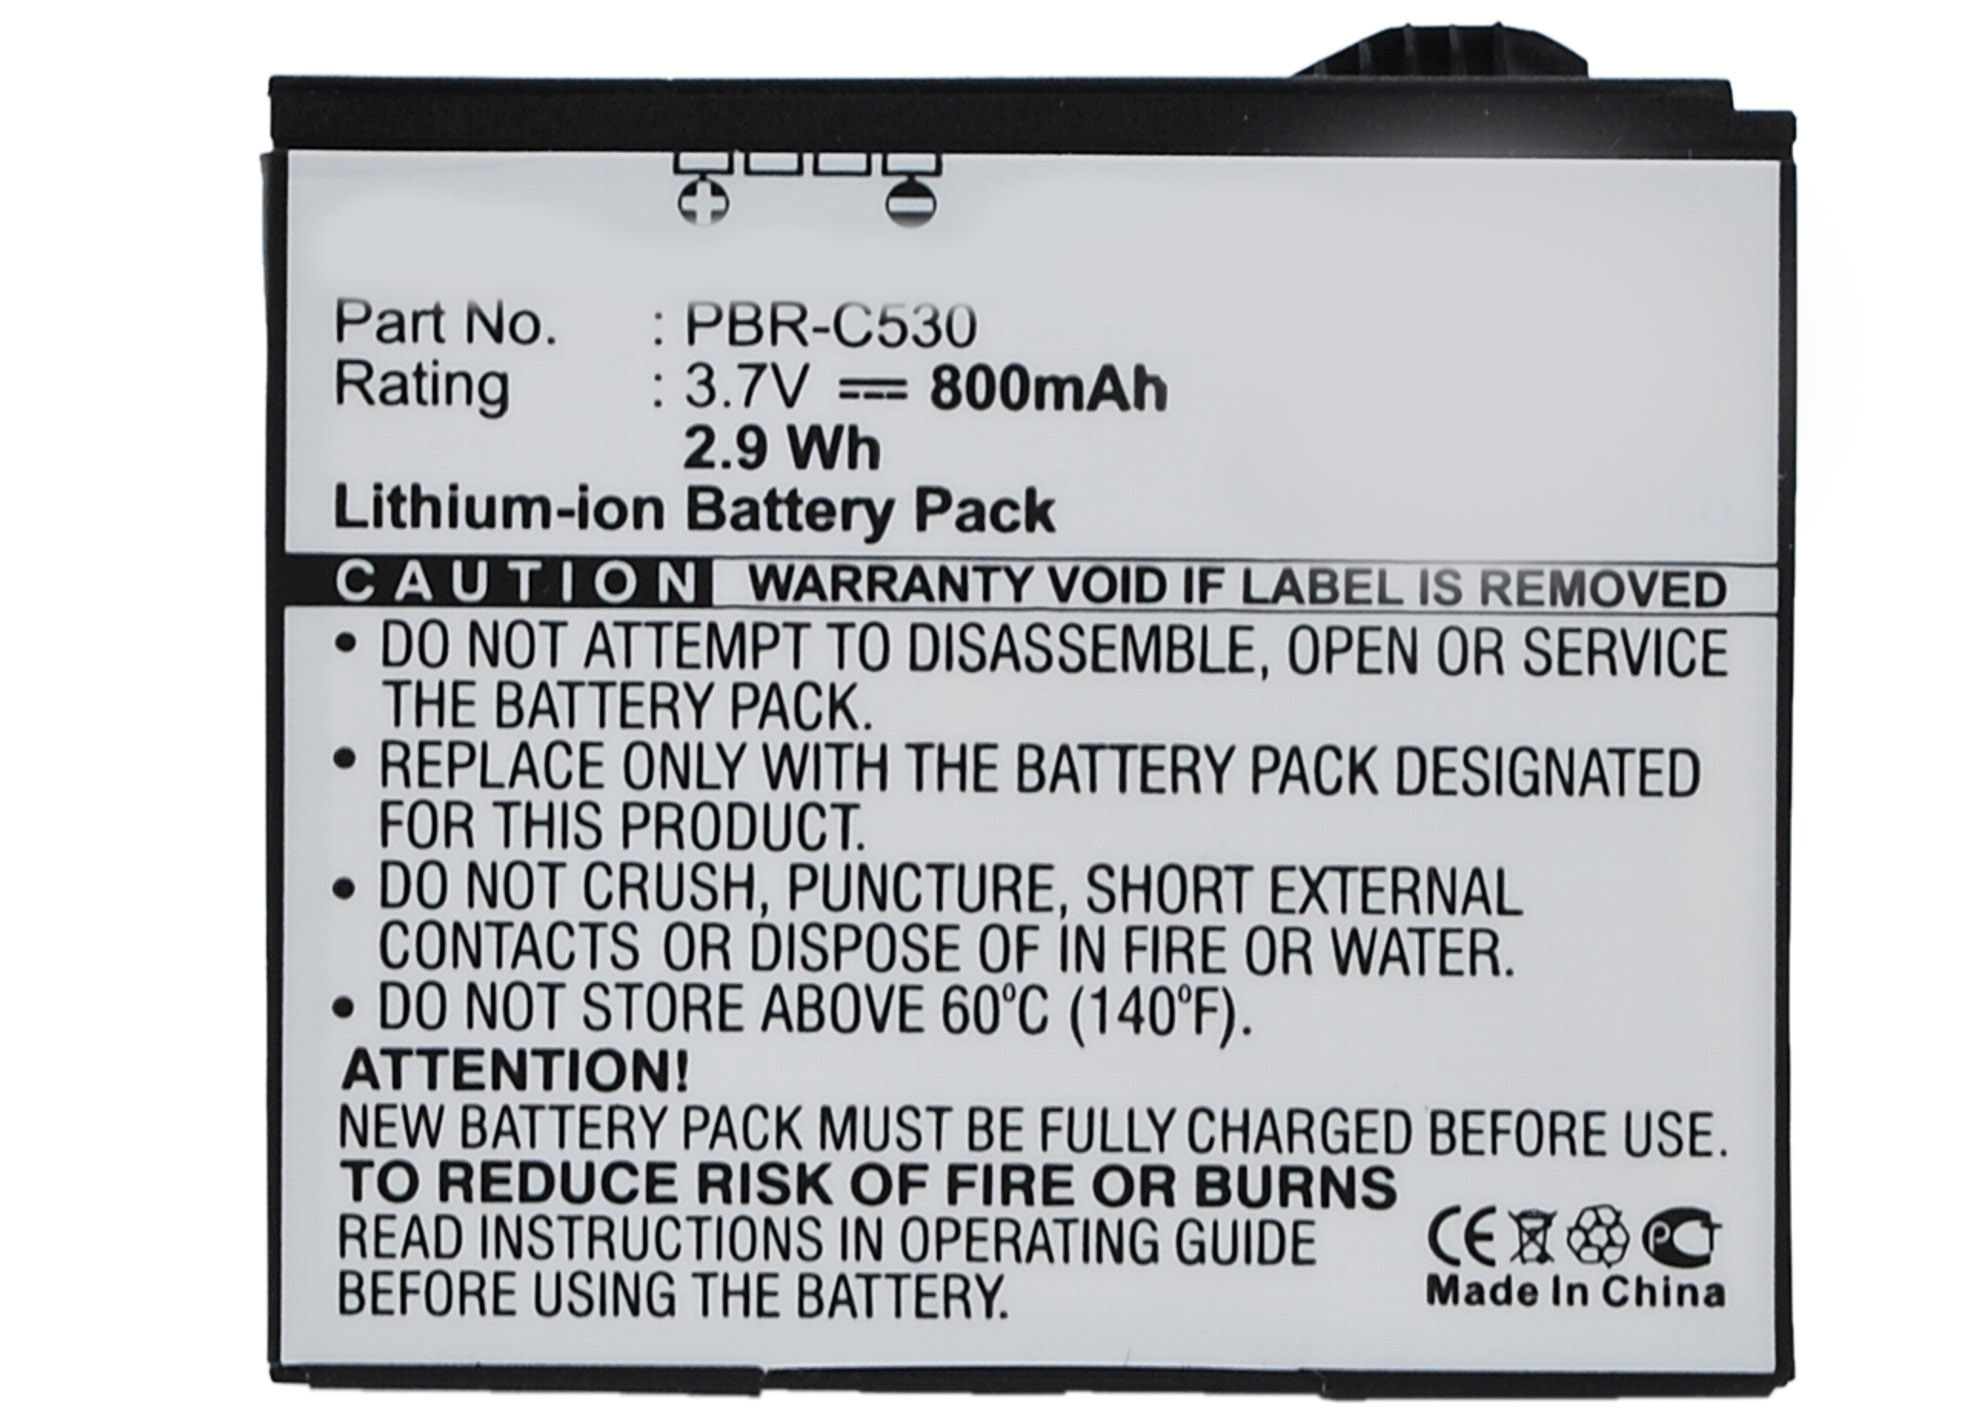 Part No. : PBR-C530
Rating : 3.7V ⎓ 800mAh
2.9 Wh
Lithium-ion Battery Pack
CAUTION WARRANTY VOID IF LABEL IS REMOVED
• DO NOT ATTEMPT TO DISASSEMBLE, OPEN OR SERVICE
THE BATTERY PACK.
• REPLACE ONLY WITH THE BATTERY PACK DESIGNATED
FOR THIS PRODUCT.
• DO NOT CRUSH, PUNCTURE, SHORT EXTERNAL
CONTACTS OR DISPOSE OF IN FIRE OR WATER.
• DO NOT STORE ABOVE 60ºC (140ºF).
ATTENTION!
NEW BATTERY PACK MUST BE FULLY CHARGED BEFORE USE.
TO REDUCE RISK OF FIRE OR BURNS
READ INSTRUCTIONS IN OPERATING GUIDE
BEFORE USING THE BATTERY.
CE PCT
Made In China